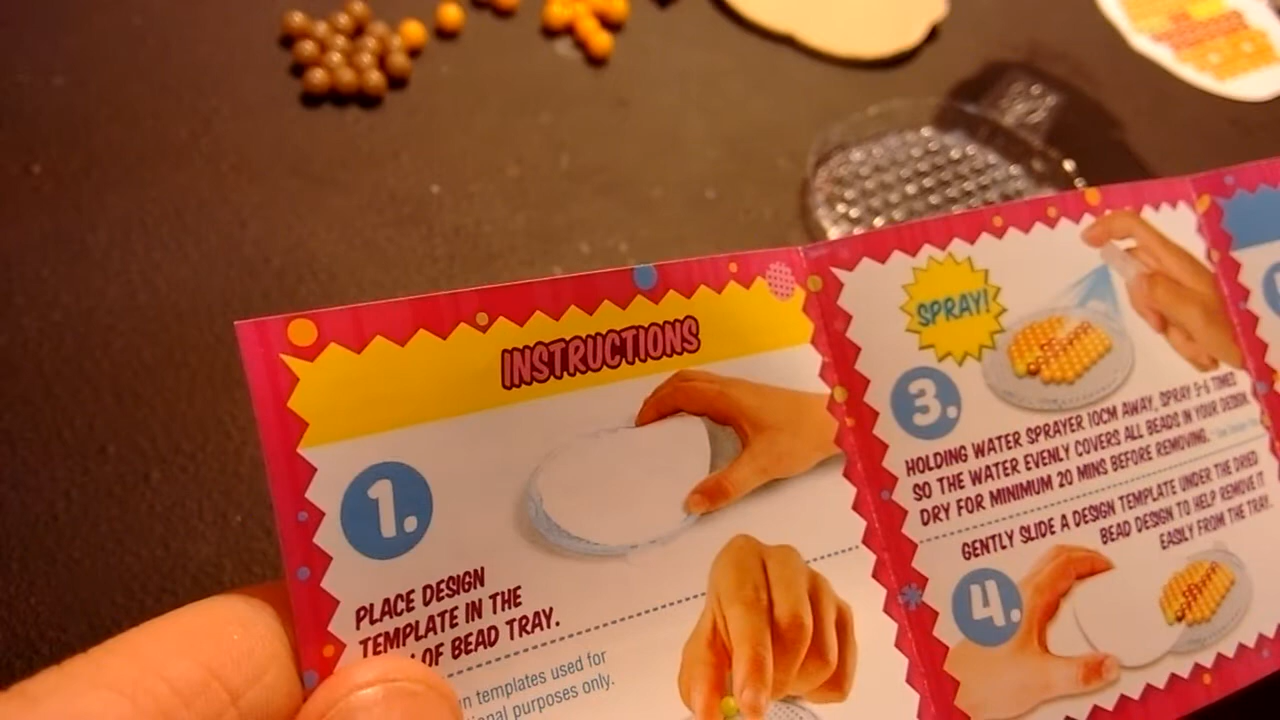 INSTRUCTIONS
1.
PLACE DESIGN
TEMPLATE IN THE
OF BEAD TRAY.
templates used for
purposes only.
SPRAY!
3.
HOLDING WATER SPRAYER 10CM AWAY, SPRAY 5-6 TIMES
SO THE WATER EVENLY COVERS ALL BEADS IN YOUR DESIGN.
DRY FOR MINIMUM 20 MINS BEFORE REMOVING.
GENTLY SLIDE A DESIGN TEMPLATE UNDER THE DRIED
BEAD DESIGN TO HELP REMOVE IT
EASILY FROM THE TRAY.
4.